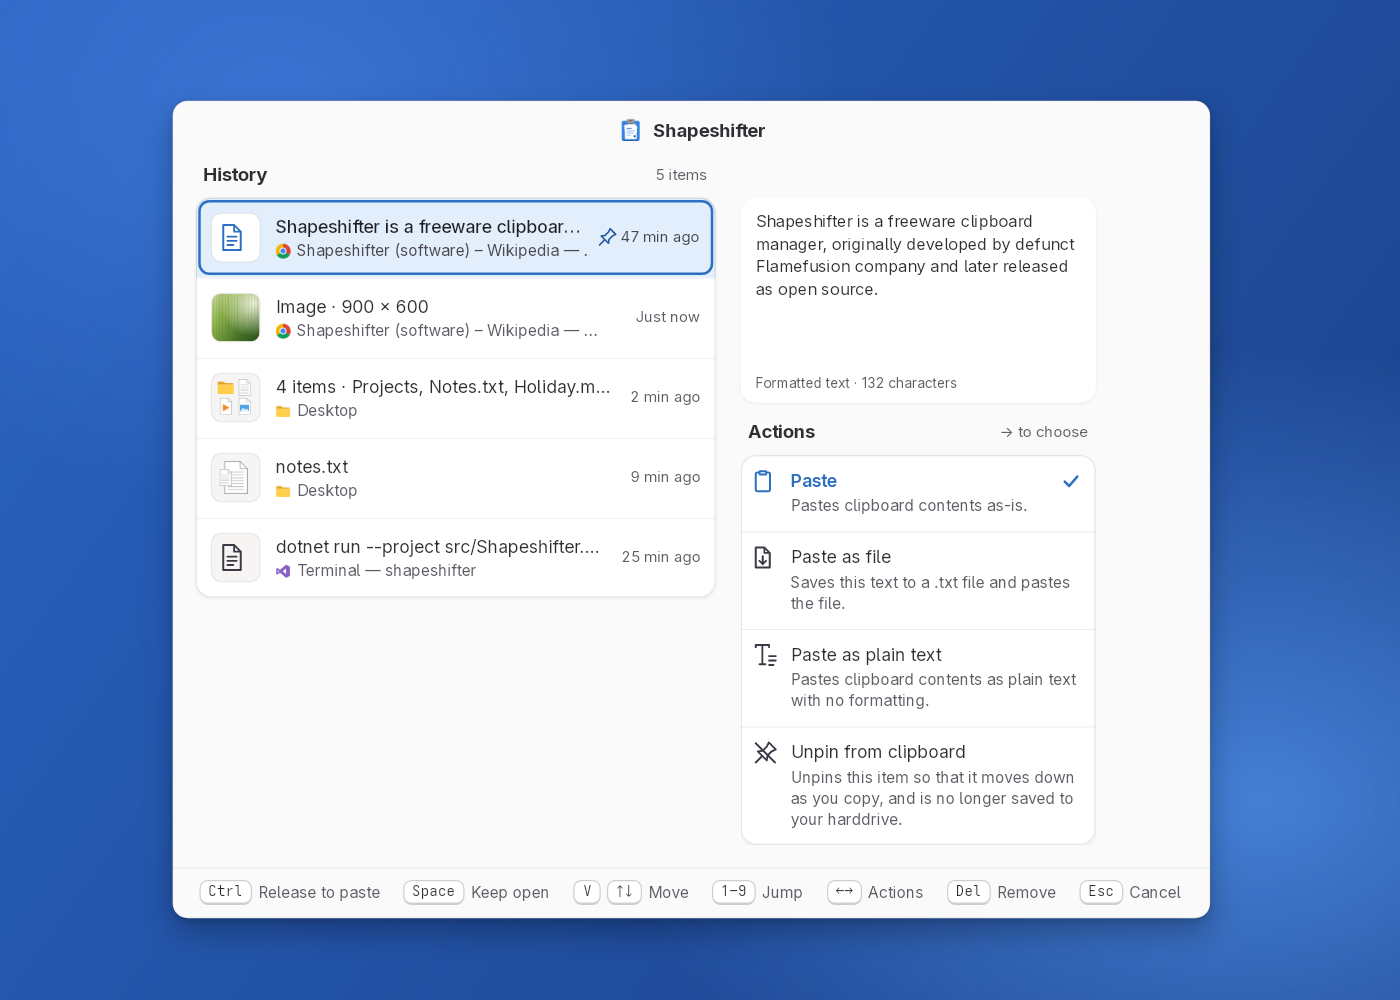 Shapeshifter
History
5 items
Shapeshifter is a freeware clipboar…
47 min ago
Shapeshifter (software) – Wikipedia — .
Image · 900 × 600
Just now
Shapeshifter (software) – Wikipedia — …
4 items · Projects, Notes.txt, Holiday.m…
2 min ago
Desktop
notes.txt
9 min ago
Desktop
dotnet run --project src/Shapeshifter.…
25 min ago
Terminal — shapeshifter
Shapeshifter is a freeware clipboard
manager, originally developed by defunct
Flamefusion company and later released
as open source.
Formatted text · 132 characters
Actions
→ to choose
Paste
Pastes clipboard contents as-is.
Paste as file
Saves this text to a .txt file and pastes
the file.
Paste as plain text
Pastes clipboard contents as plain text
with no formatting.
Unpin from clipboard
Unpins this item so that it moves down
as you copy, and is no longer saved to
your harddrive.
Ctrl Release to paste Space Keep open V ↑↓ Move 1–9 Jump ←→ Actions Del Remove Esc Cancel